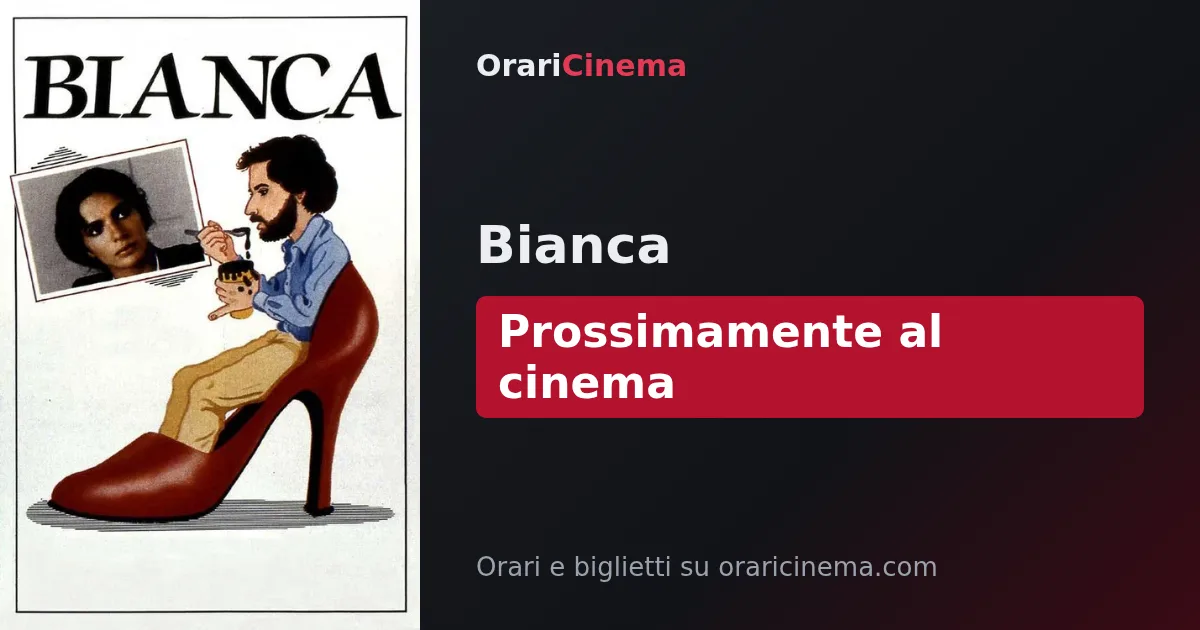 BIANCA
OrariCinema
Bianca
Prossimamente al
cinema
Orari e biglietti su oraricinema.com